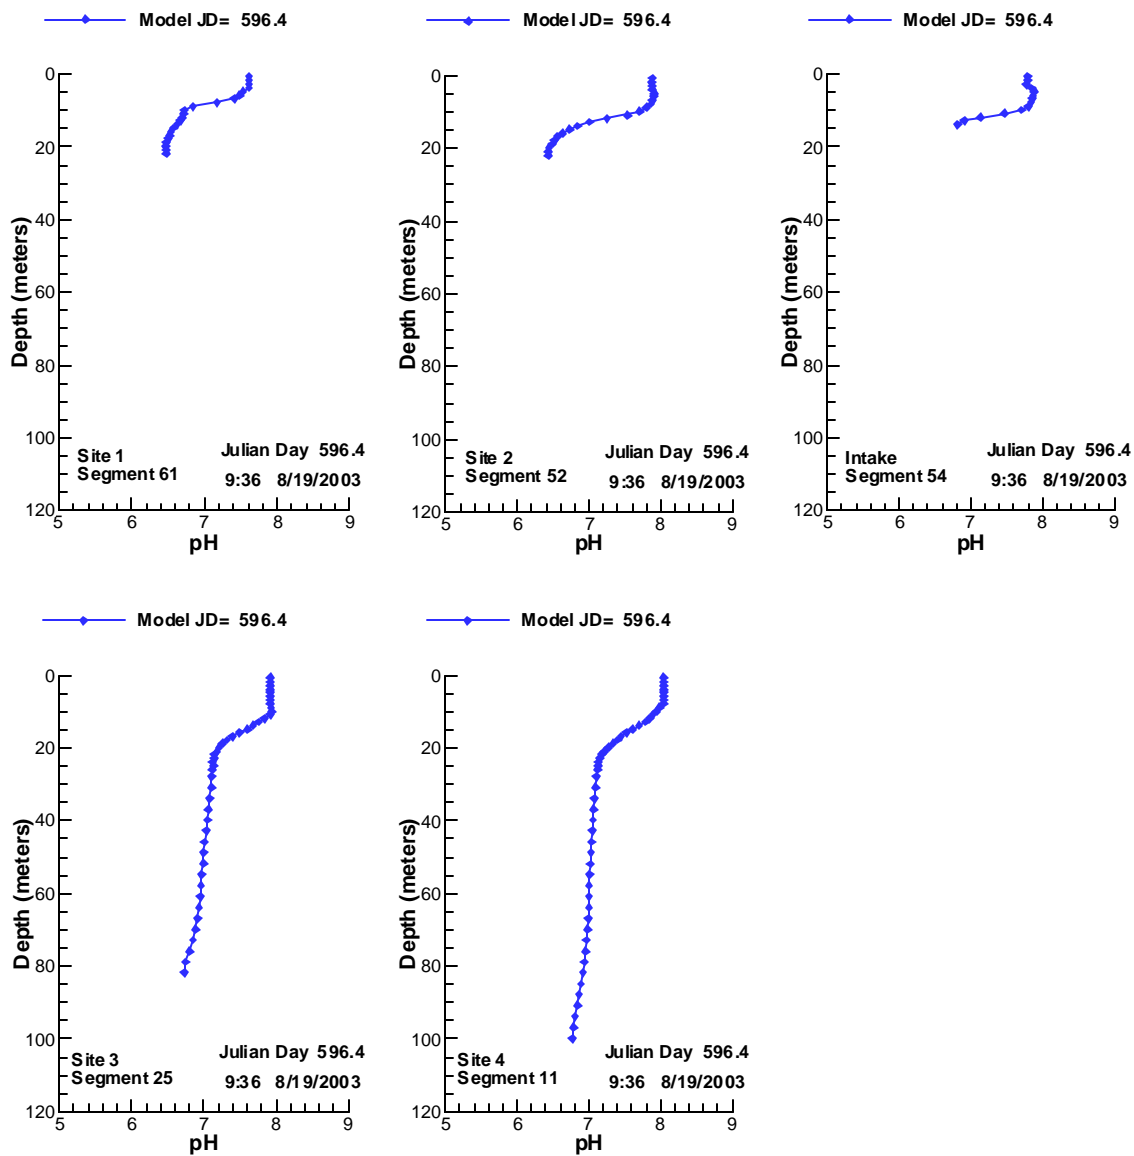 Model JD= 596.4
0
20
40
60
80
100
120
Depth (meters)
Site 1
Segment 61
Julian Day 596.4
9:36 8/19/2003
5 6 7 8 9
pH
Model JD= 596.4
0
20
40
60
80
100
120
Depth (meters)
Site 2
Segment 52
Julian Day 596.4
9:36 8/19/2003
5 6 7 8 9
pH
Model JD= 596.4
0
20
40
60
80
100
120
Depth (meters)
Intake
Segment 54
Julian Day 596.4
9:36 8/19/2003
5 6 7 8 9
pH
Model JD= 596.4
0
20
40
60
80
100
120
Depth (meters)
Site 3
Segment 25
Julian Day 596.4
9:36 8/19/2003
5 6 7 8 9
pH
Model JD= 596.4
0
20
40
60
80
100
120
Depth (meters)
Site 4
Segment 11
Julian Day 596.4
9:36 8/19/2003
5 6 7 8 9
pH